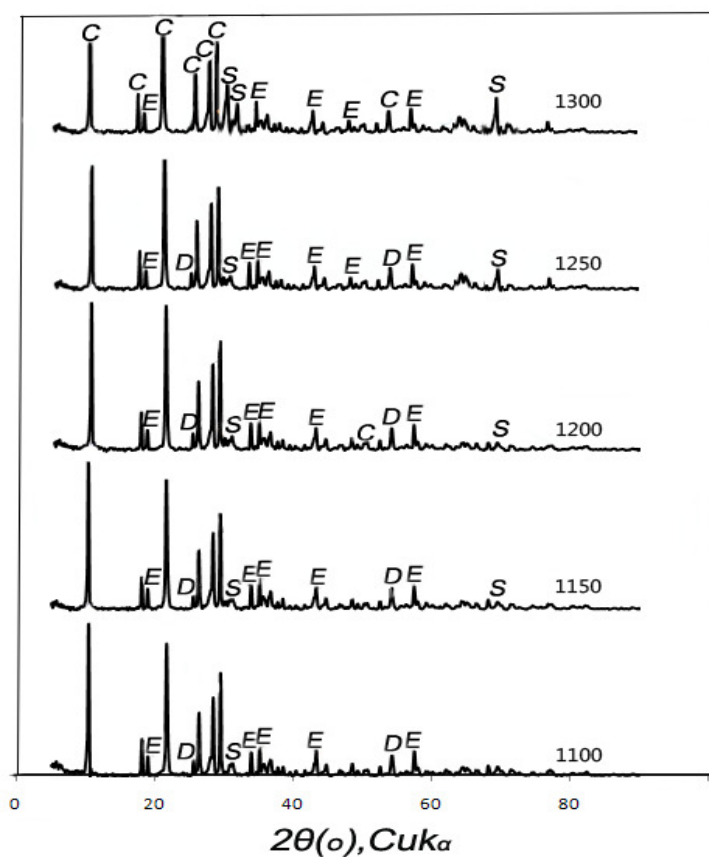 C C C C
C E C S S E E E C E S 1300
E D S E E E E D E S 1250
E D S E E E C D E S 1200
E D S E E E D E S 1150
E D S E E E D E 1100
0 20 40 60 80
2θ(o),Cukα